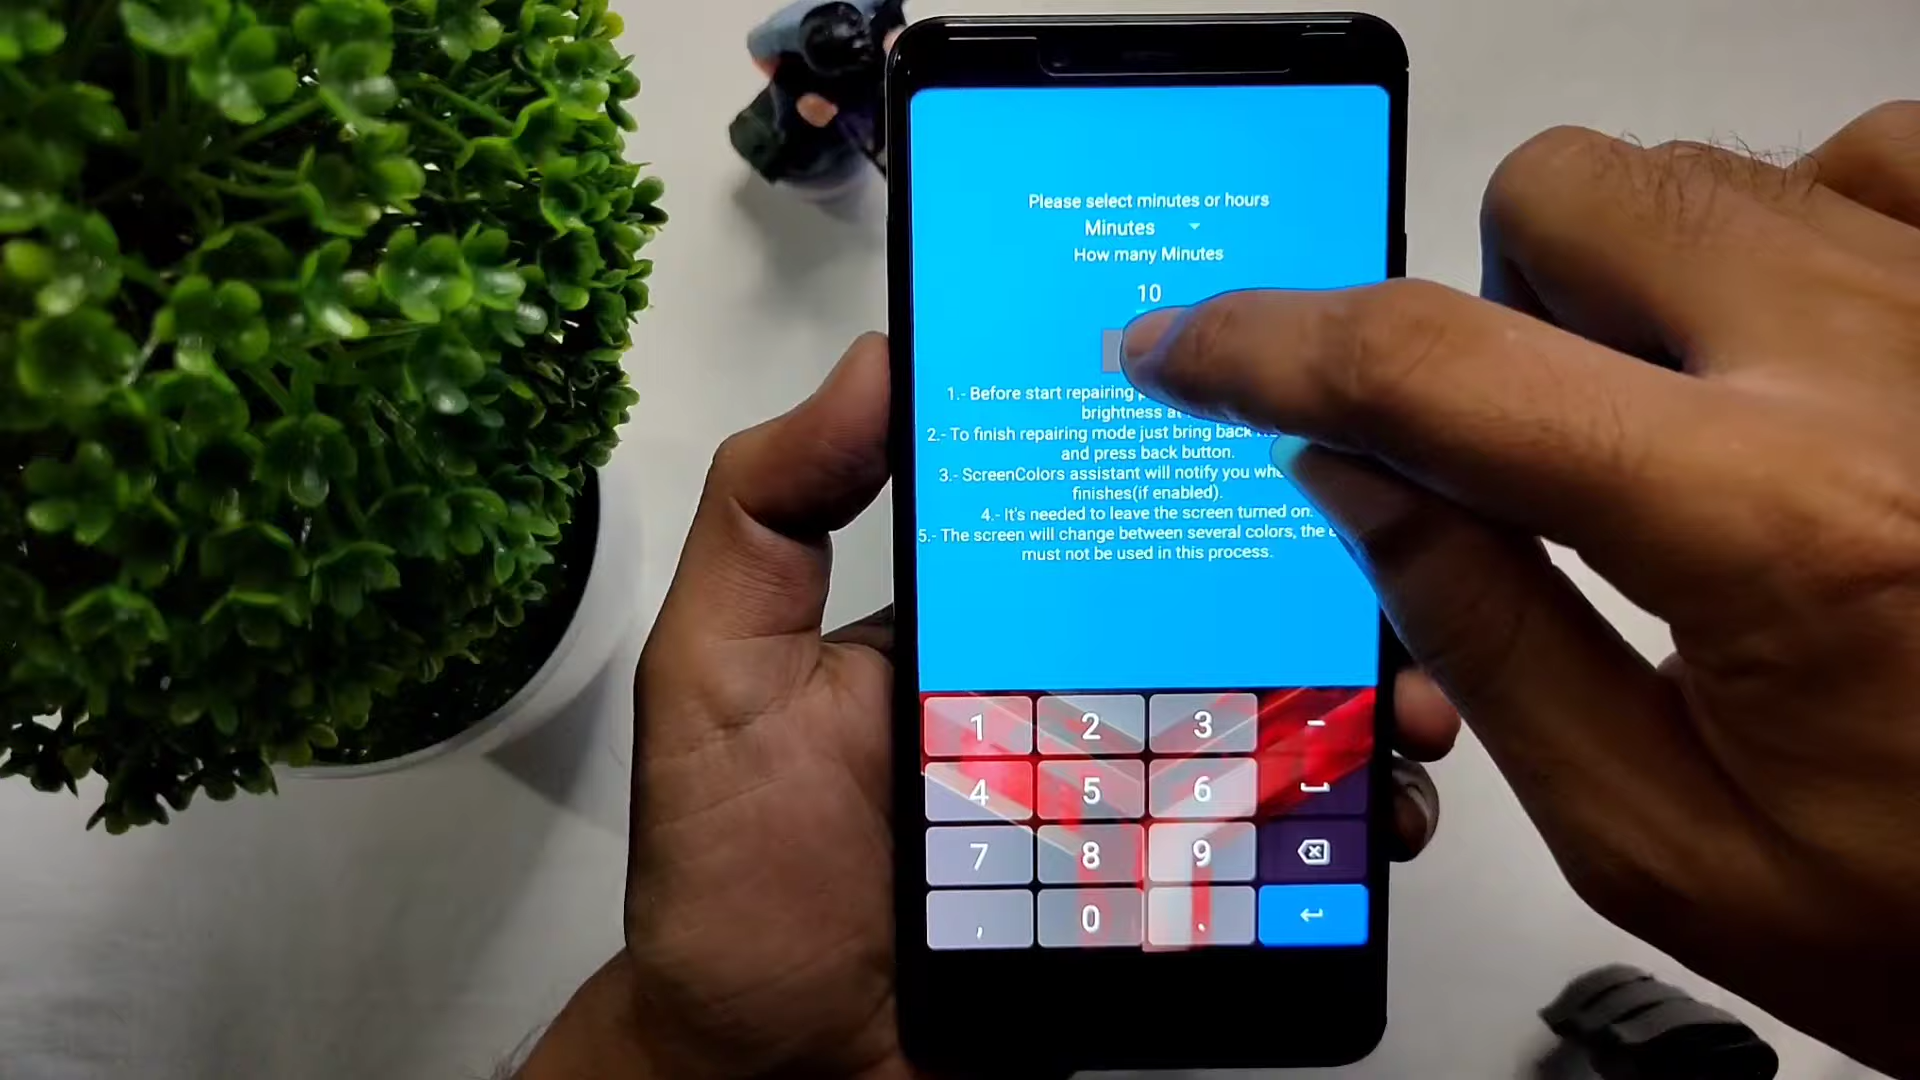 Please select minutes or hours
Minutes
How many Minutes
10
1.- Before start repairing
brightness at
2.- To finish repairing mode just bring back
and press back button.
3.- ScreenColors assistant will notify you
finishes(if enabled).
4.- It's needed to leave the screen turned on.
5.- The screen will change between several colors, the
must not be used in this process.
1 2 3 -
4 5 6
7 8 9
, 0 .